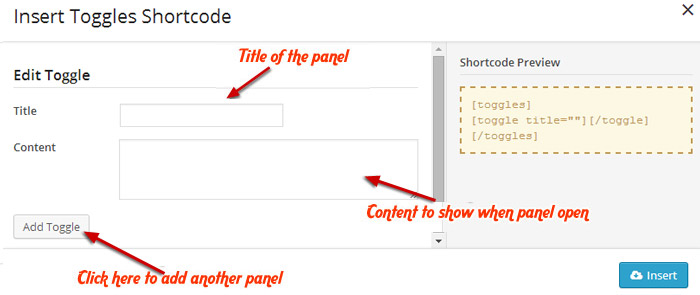 Insert Toggles Shortcode
Title of the panel
Edit Toggle
Title
Content
Content to show when panel open
Add Toggle
Click here to add another panel
Shortcode Preview
[toggles]
[toggle title=""][/toggle]
[/toggles]
Insert